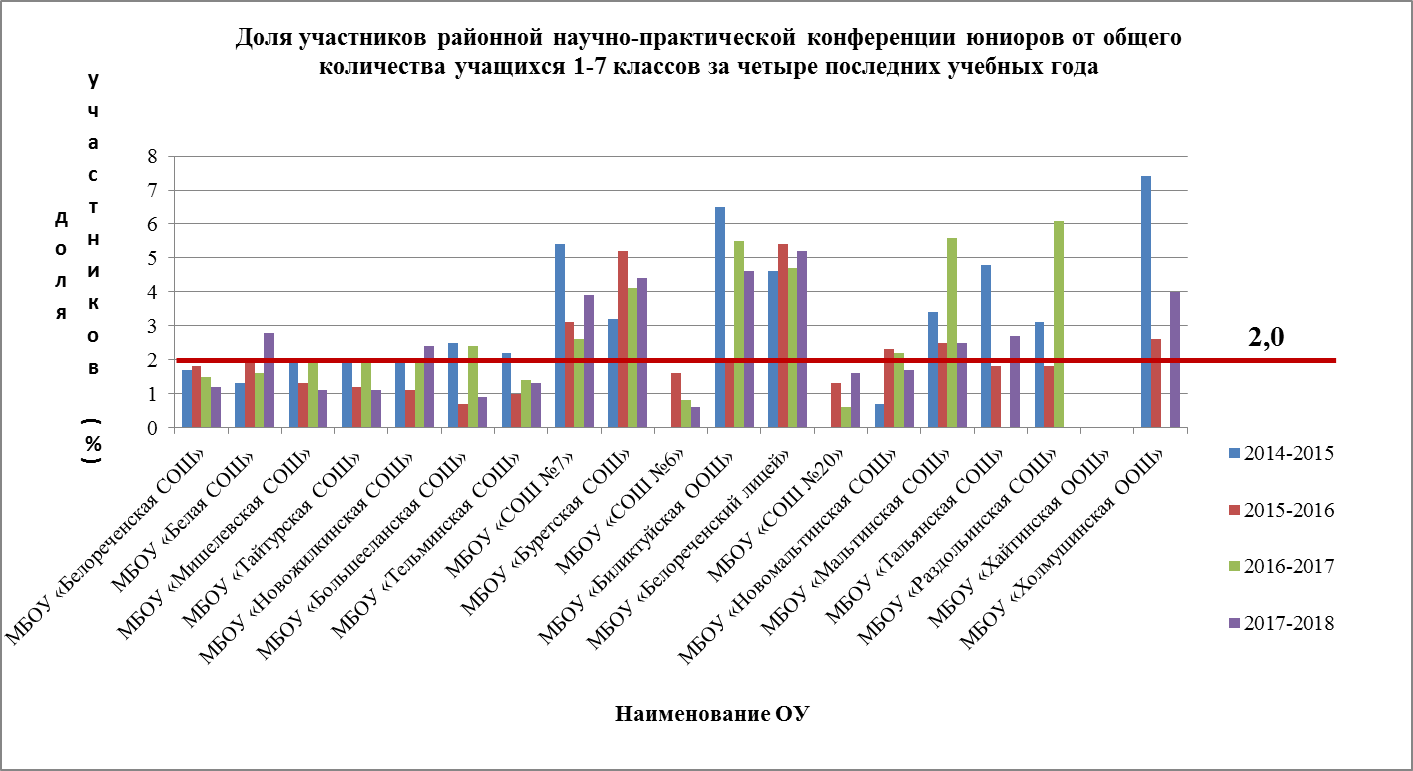 Доля участников районной научно-практической конференции юниоров от общего
количества учащихся 1-7 классов за четыре последних учебных года
доля
участников (%)
8
7
6
5
4
3
2
1
0
2,0
МБОУ «Белореченская СОШ»
МБОУ «Белая СОШ»
МБОУ «Мишелевская СОШ»
МБОУ «Тайтурская СОШ»
МБОУ «Новожилкинская СОШ»
МБОУ «Большееланская СОШ»
МБОУ «Тельминская СОШ»
МБОУ «СОШ №7»
МБОУ «Буретская СОШ»
МБОУ «СОШ №6»
МБОУ «Биликтуйская ООШ»
МБОУ «Белореченский лицей»
МБОУ «СОШ №20»
МБОУ «Новомальтинская СОШ»
МБОУ «Мальтинская СОШ»
МБОУ «Тальянская СОШ»
МБОУ «Раздольинская СОШ»
МБОУ «Хайтинская ООШ»
МБОУ «Холмушинская ООШ»
2014-2015
2015-2016
2016-2017
2017-2018
Наименование ОУ